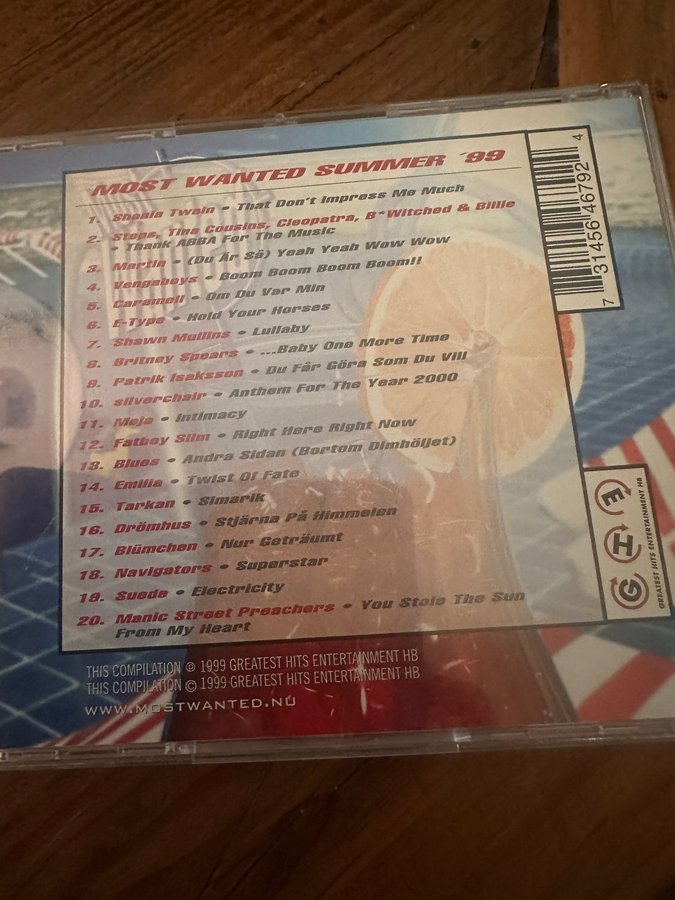 MOST WANTED SUMMER ´99
1. Shania Twain • That Don't Impress Me Much
2. Steps, Tina Cousins, Cleopatra, B*Witched & Billie
• Thank ABBA For The Music
3. Martin • (Du Är Så) Yeah Yeah Wow Wow
4. Vengaboys • Boom Boom Boom Boom!!
5. Caramell • Om Du Var Min
6. E-Type • Hold Your Horses
7. Shawn Mullins • Lullaby
8. Britney Spears • ...Baby One More Time
9. Patrik Isaksson • Du Får Göra Som Du Vill
10. silverchair • Anthem For The Year 2000
11. Meja • Intimacy
12. Fatboy Slim • Right Here Right Now
13. Blues • Andra Sidan (Bortom Dimhöljet)
14. Emilia • Twist Of Fate
15. Tarkan • Simarik
16. Drömhus • Stjärna På Himmelen
17. Blümchen • Nur Geträumt
18. Navigators • Superstar
19. Suede • Electricity
20. Manic Street Preachers • You Stole The Sun
From My Heart
THIS COMPILATION ℗ 1999 GREATEST HITS ENTERTAINMENT HB
THIS COMPILATION © 1999 GREATEST HITS ENTERTAINMENT HB
WWW.MOSTWANTED.NU
7 31456 46792 4
G H E
GREATEST HITS ENTERTAINMENT HB